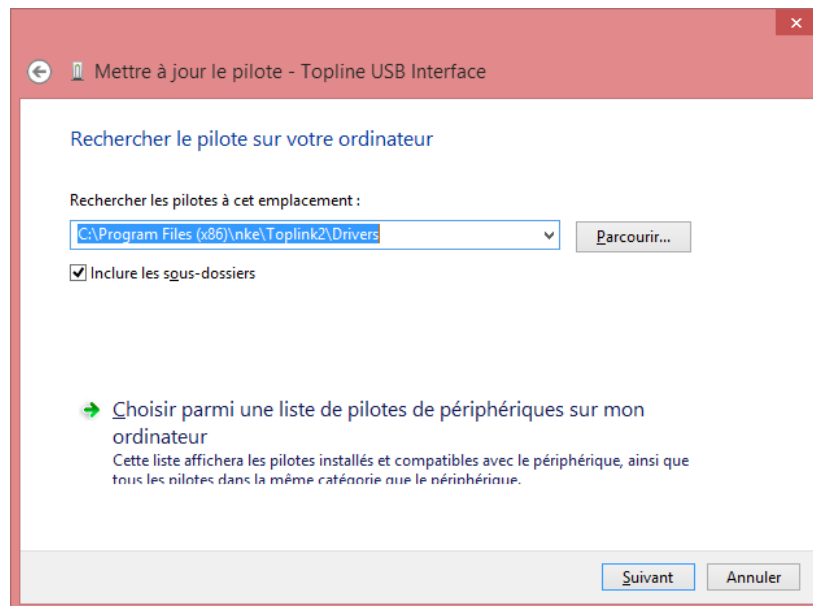 Mettre à jour le pilote - Topline USB Interface
Rechercher le pilote sur votre ordinateur
Rechercher les pilotes à cet emplacement :
C:\Program Files (x86)\nke\Toplink2\Drivers
Parcourir...
Inclure les sous-dossiers
Choisir parmi une liste de pilotes de périphériques sur mon
ordinateur
Cette liste affichera les pilotes installés et compatibles avec le périphérique, ainsi que
tous les pilotes dans la même catégorie que le périphérique.
Suivant
Annuler